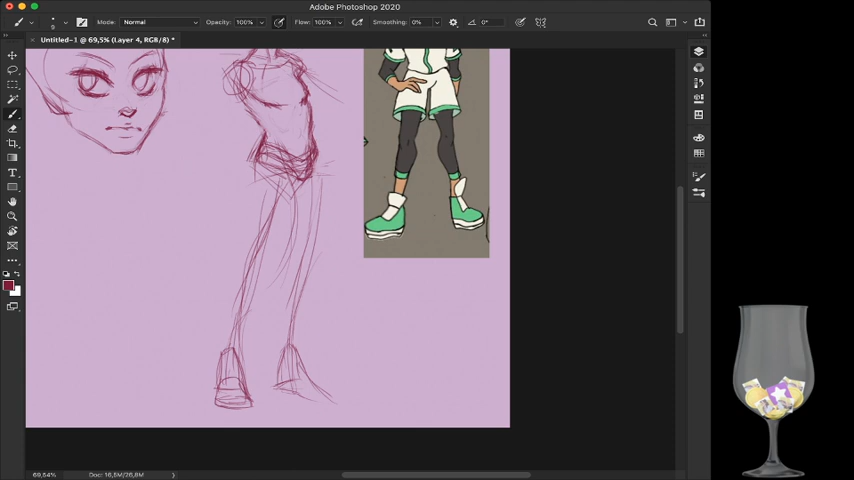 Adobe Photoshop 2020
Mode: Normal Opacity: 100% Flow: 100% Smoothing: 0% 0°
Untitled-1 @ 69,5% (Layer 4, RGB/8) *
69,54% Doc: 16,5M/26,8M